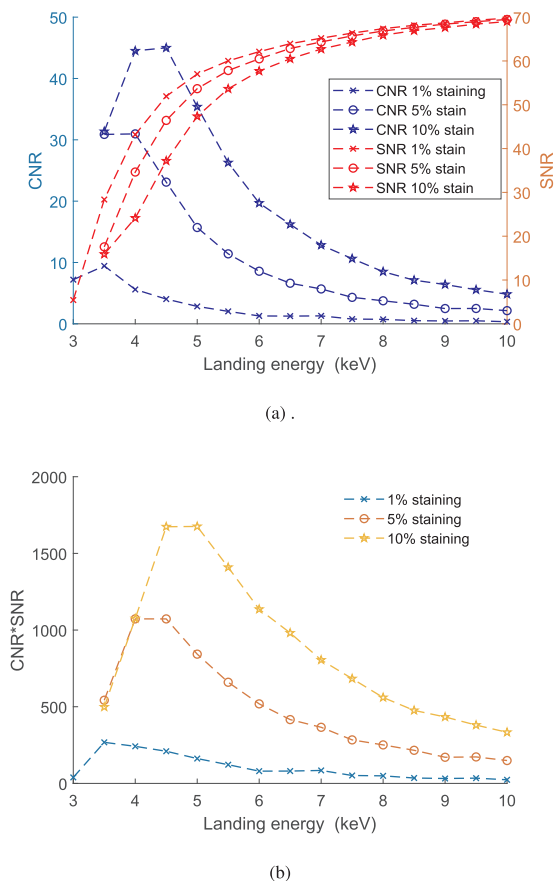 50
40
30
20
10
0
CNR
70
60
50
40
30
20
10
0
SNR
CNR 1% staining
CNR 5% stain
CNR 10% stain
SNR 1% stain
SNR 5% stain
SNR 10% stain
3 4 5 6 7 8 9 10
Landing energy (keV)
(a) .
2000
1500
1000
500
0
CNR*SNR
1% staining
5% staining
10% staining
3 4 5 6 7 8 9 10
Landing energy (keV)
(b)